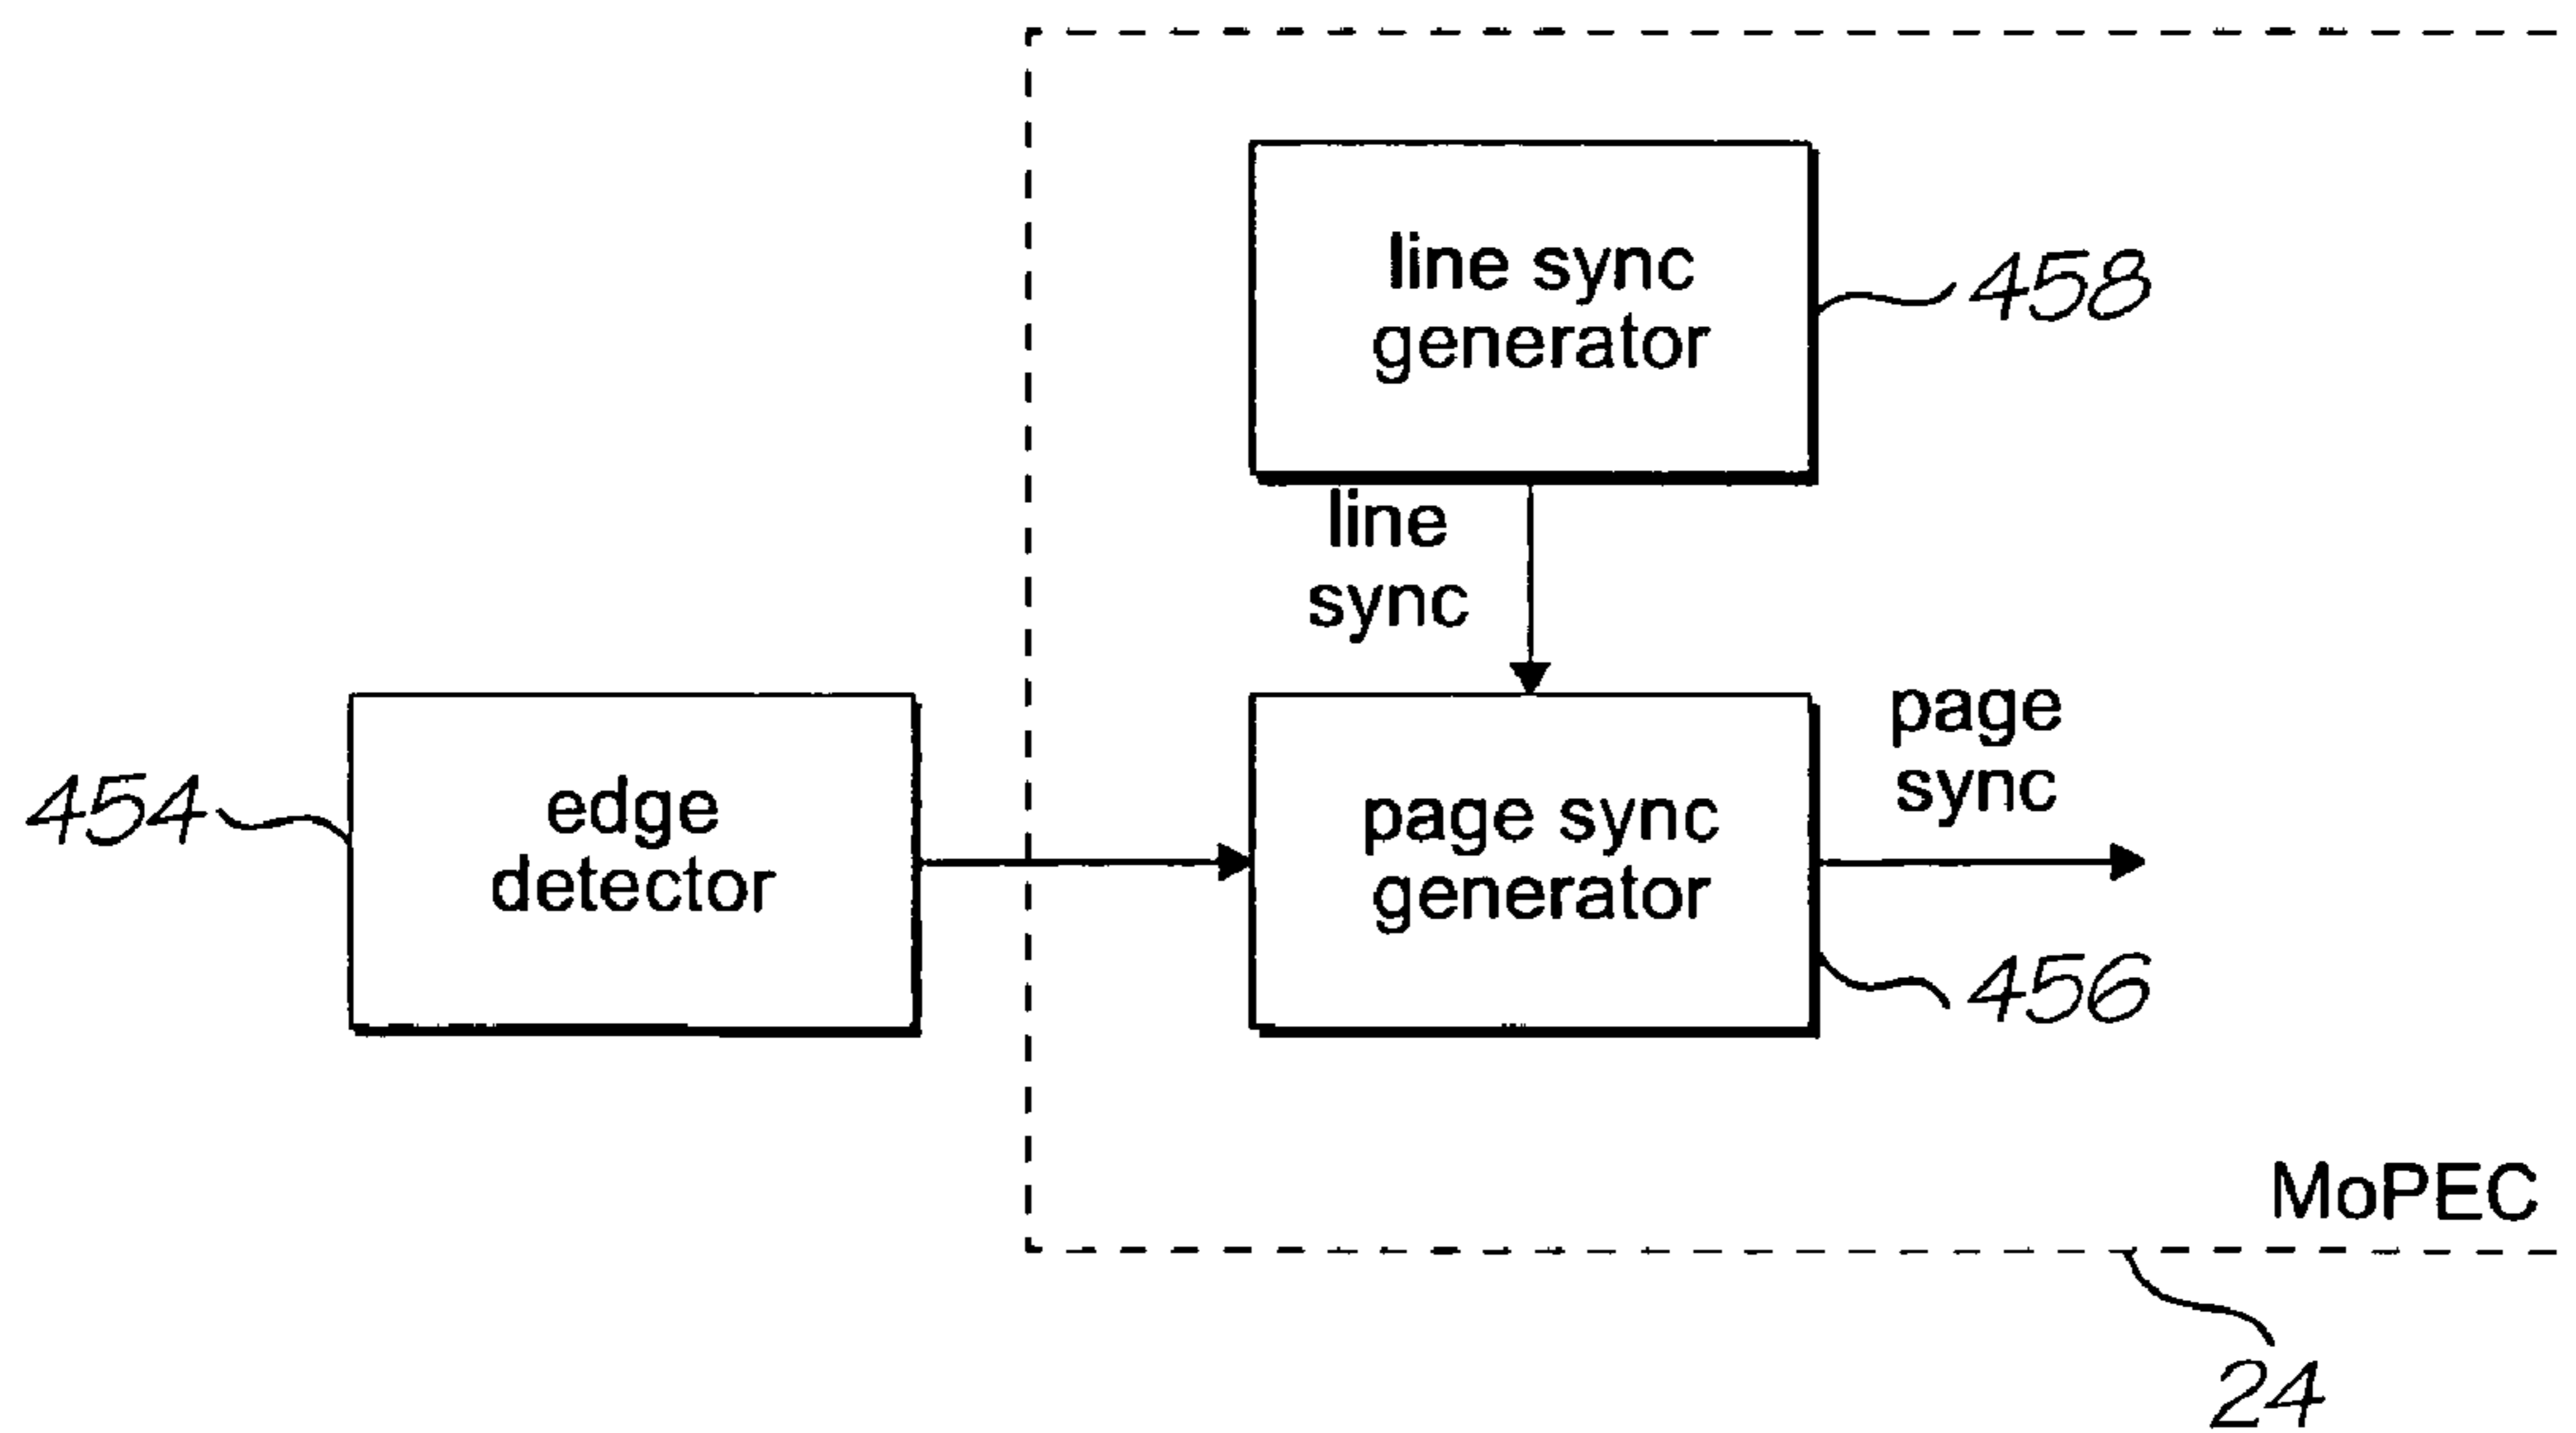 line sync
generator
458
line
sync
page
sync
454
edge
detector
page sync
generator
456
MoPEC
24